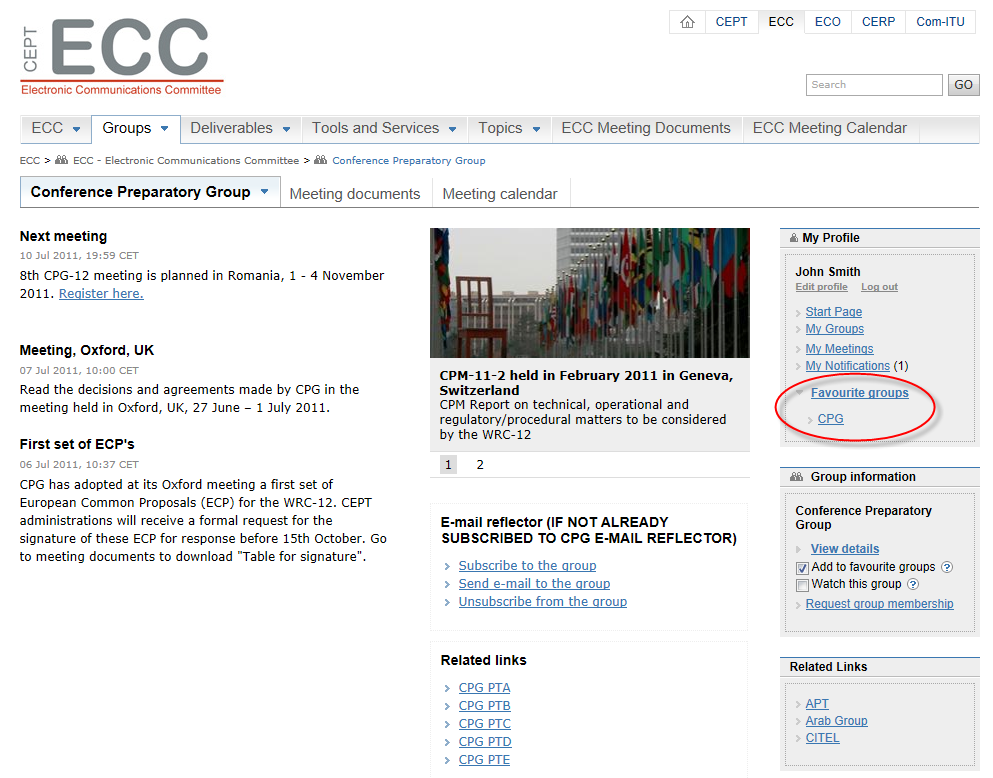 CEPT
ECC
Electronic Communications Committee
CEPT ECC ECO CERP Com-ITU
Search GO
ECC Groups Deliverables Tools and Services Topics ECC Meeting Documents ECC Meeting Calendar
ECC > ECC - Electronic Communications Committee > Conference Preparatory Group
Conference Preparatory Group Meeting documents Meeting calendar
Next meeting
10 Jul 2011, 19:59 CET
8th CPG-12 meeting is planned in Romania, 1 - 4 November
2011. Register here.
Meeting, Oxford, UK
07 Jul 2011, 10:00 CET
Read the decisions and agreements made by CPG in the
meeting held in Oxford, UK, 27 June – 1 July 2011.
First set of ECP's
06 Jul 2011, 10:37 CET
CPG has adopted at its Oxford meeting a first set of
European Common Proposals (ECP) for the WRC-12. CEPT
administrations will receive a formal request for the
signature of these ECP for response before 15th October. Go
to meeting documents to download "Table for signature".
CPM-11-2 held in February 2011 in Geneva,
Switzerland
CPM Report on technical, operational and
regulatory/procedural matters to be considered
by the WRC-12
1 2
E-mail reflector (IF NOT ALREADY
SUBSCRIBED TO CPG E-MAIL REFLECTOR)
Subscribe to the group
Send e-mail to the group
Unsubscribe from the group
Related links
CPG PTA
CPG PTB
CPG PTC
CPG PTD
CPG PTE
My Profile
John Smith
Edit profile Log out
Start Page
My Groups
My Meetings
My Notifications (1)
Favourite groups
CPG
Group information
Conference Preparatory
Group
View details
Add to favourite groups ?
Watch this group ?
Request group membership
Related Links
APT
Arab Group
CITEL